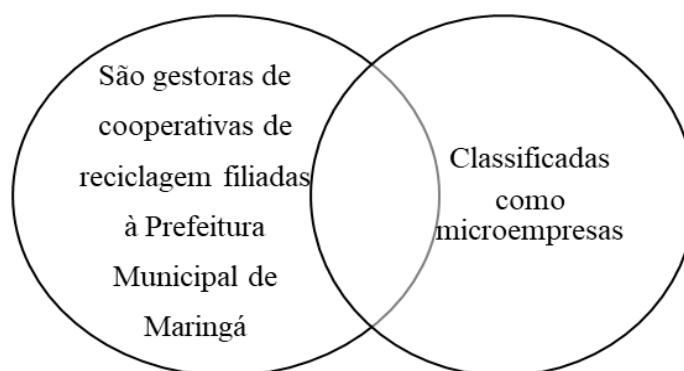 São gestoras de
cooperativas de
reciclagem filiadas
à Prefeitura
Municipal de
Maringá
Classificadas
como
microempresas